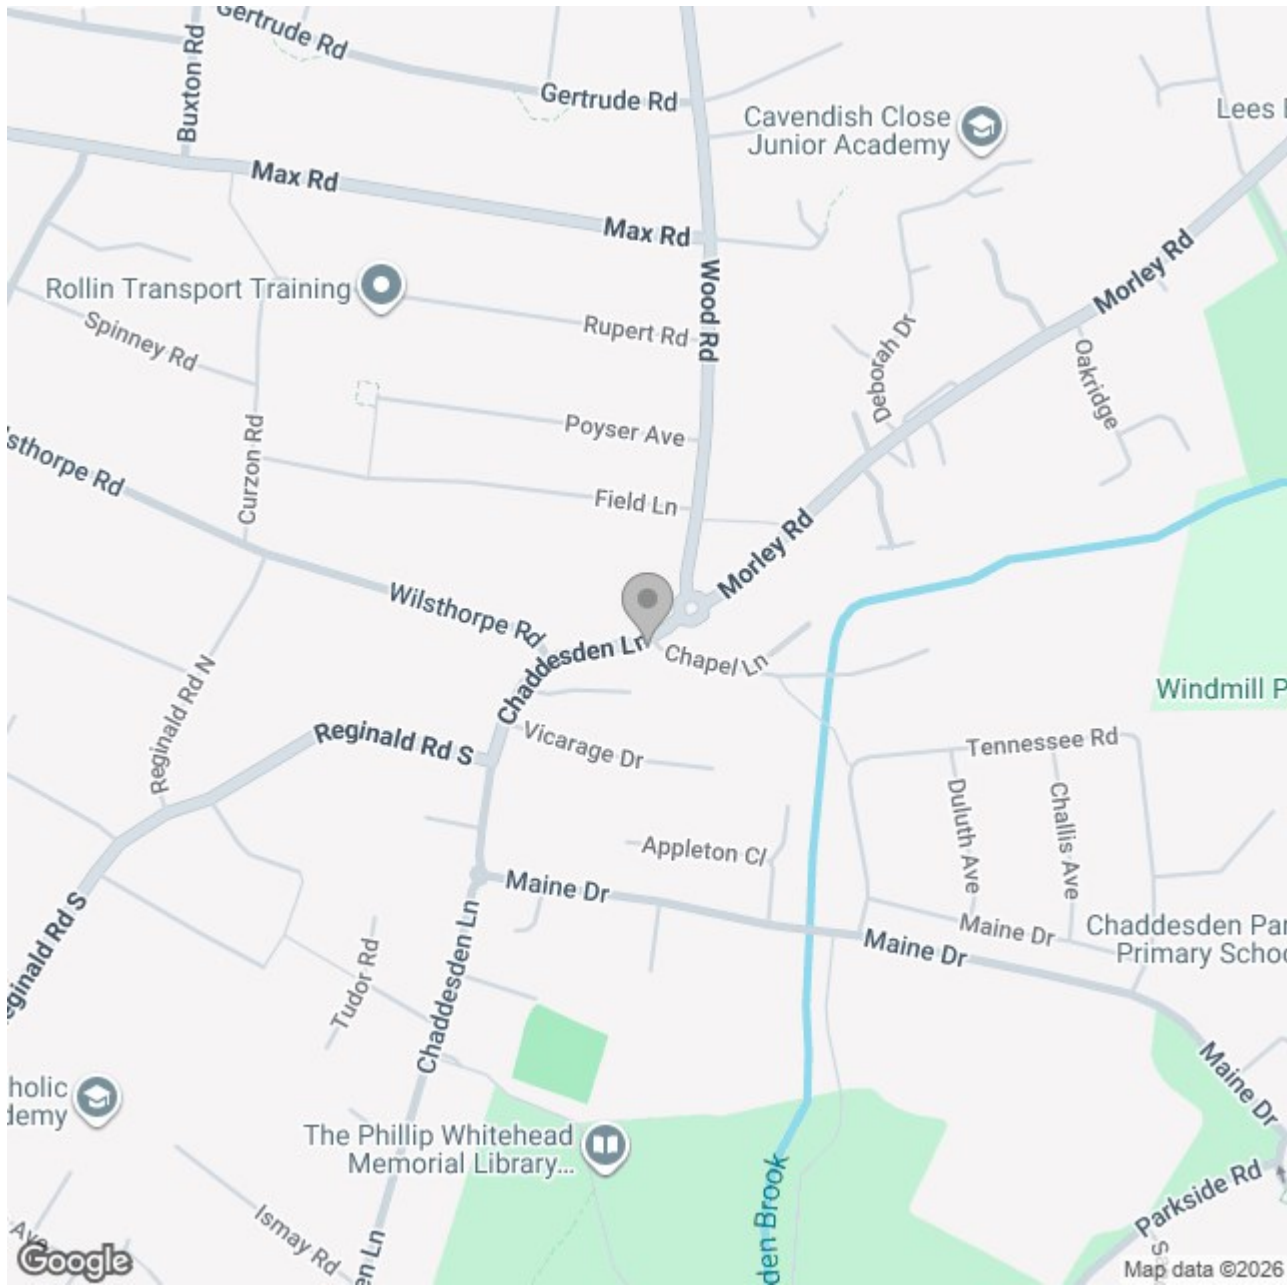 Gertrude Rd
Buxton Rd
Gertrude Rd
Cavendish Close
Junior Academy
Lees
Max Rd
Max Rd
Wood Rd
Morley Rd
Rollin Transport Training
Spinney Rd
Rupert Rd
Deborah Dr
Oakridge
Poyser Ave
Curzon Rd
sthorpe Rd
Field Ln
Morley Rd
Wilsthorpe Rd
Chaddesden Ln
Chapel Ln
Reginald Rd N
Windmill P
Reginald Rd S
Vicarage Dr
Tennessee Rd
Duluth Ave
Challis Ave
Appleton Cl
Maine Dr
Maine Dr
Maine Dr
Chaddesden Par
Primary Schoo
eginald Rd S
Tudor Rd
Chaddesden Ln
Maine Dr
holic
demy
The Phillip Whitehead
Memorial Library...
Parkside Rd
den Brook
Ismay Rd
en Ln
Ave
Sa
Google
Map data ©2026